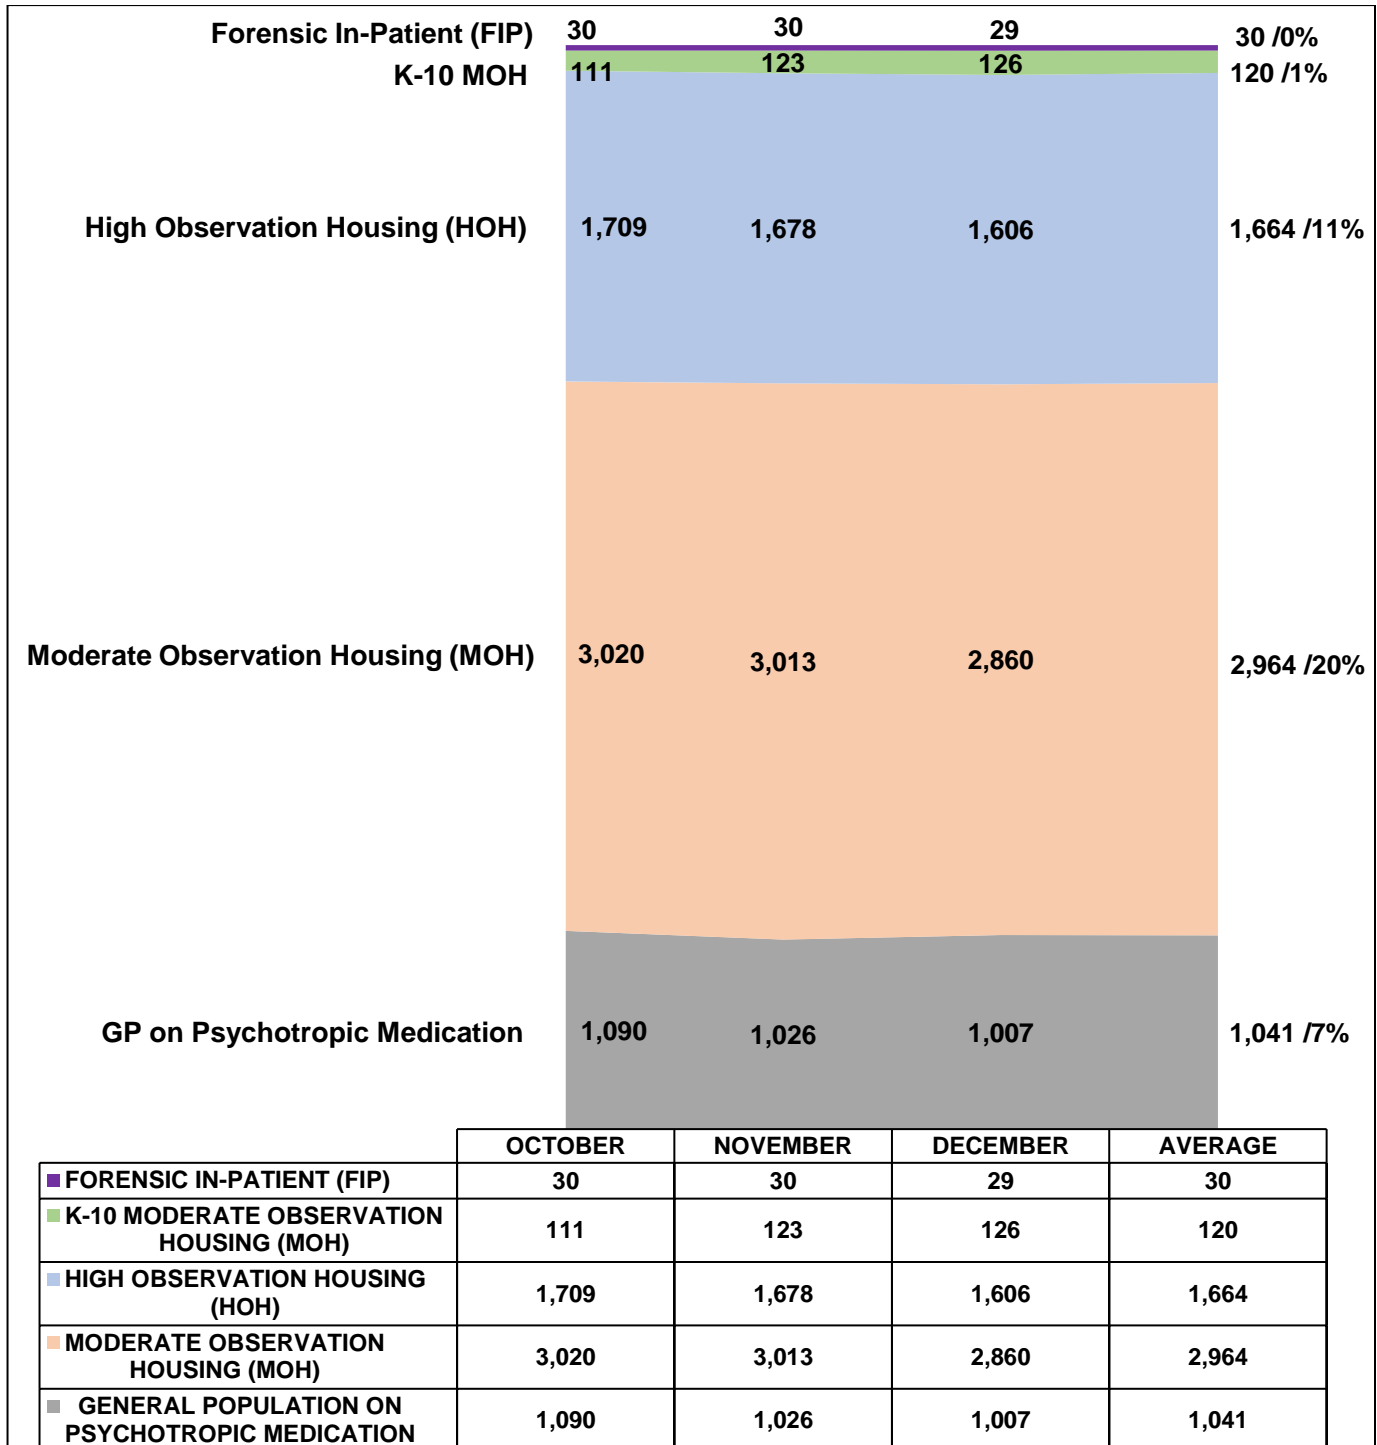 Forensic In-Patient (FIP) 30 30 29 30 /0%
K-10 MOH 111 123 126 120 /1%
High Observation Housing (HOH) 1,709 1,678 1,606 1,664 /11%
Moderate Observation Housing (MOH) 3,020 3,013 2,860 2,964 /20%
GP on Psychotropic Medication 1,090 1,026 1,007 1,041 /7%
OCTOBER NOVEMBER DECEMBER AVERAGE
FORENSIC IN-PATIENT (FIP) 30 30 29 30
K-10 MODERATE OBSERVATION
HOUSING (MOH) 111 123 126 120
HIGH OBSERVATION HOUSING
(HOH) 1,709 1,678 1,606 1,664
MODERATE OBSERVATION
HOUSING (MOH) 3,020 3,013 2,860 2,964
GENERAL POPULATION ON
PSYCHOTROPIC MEDICATION 1,090 1,026 1,007 1,041